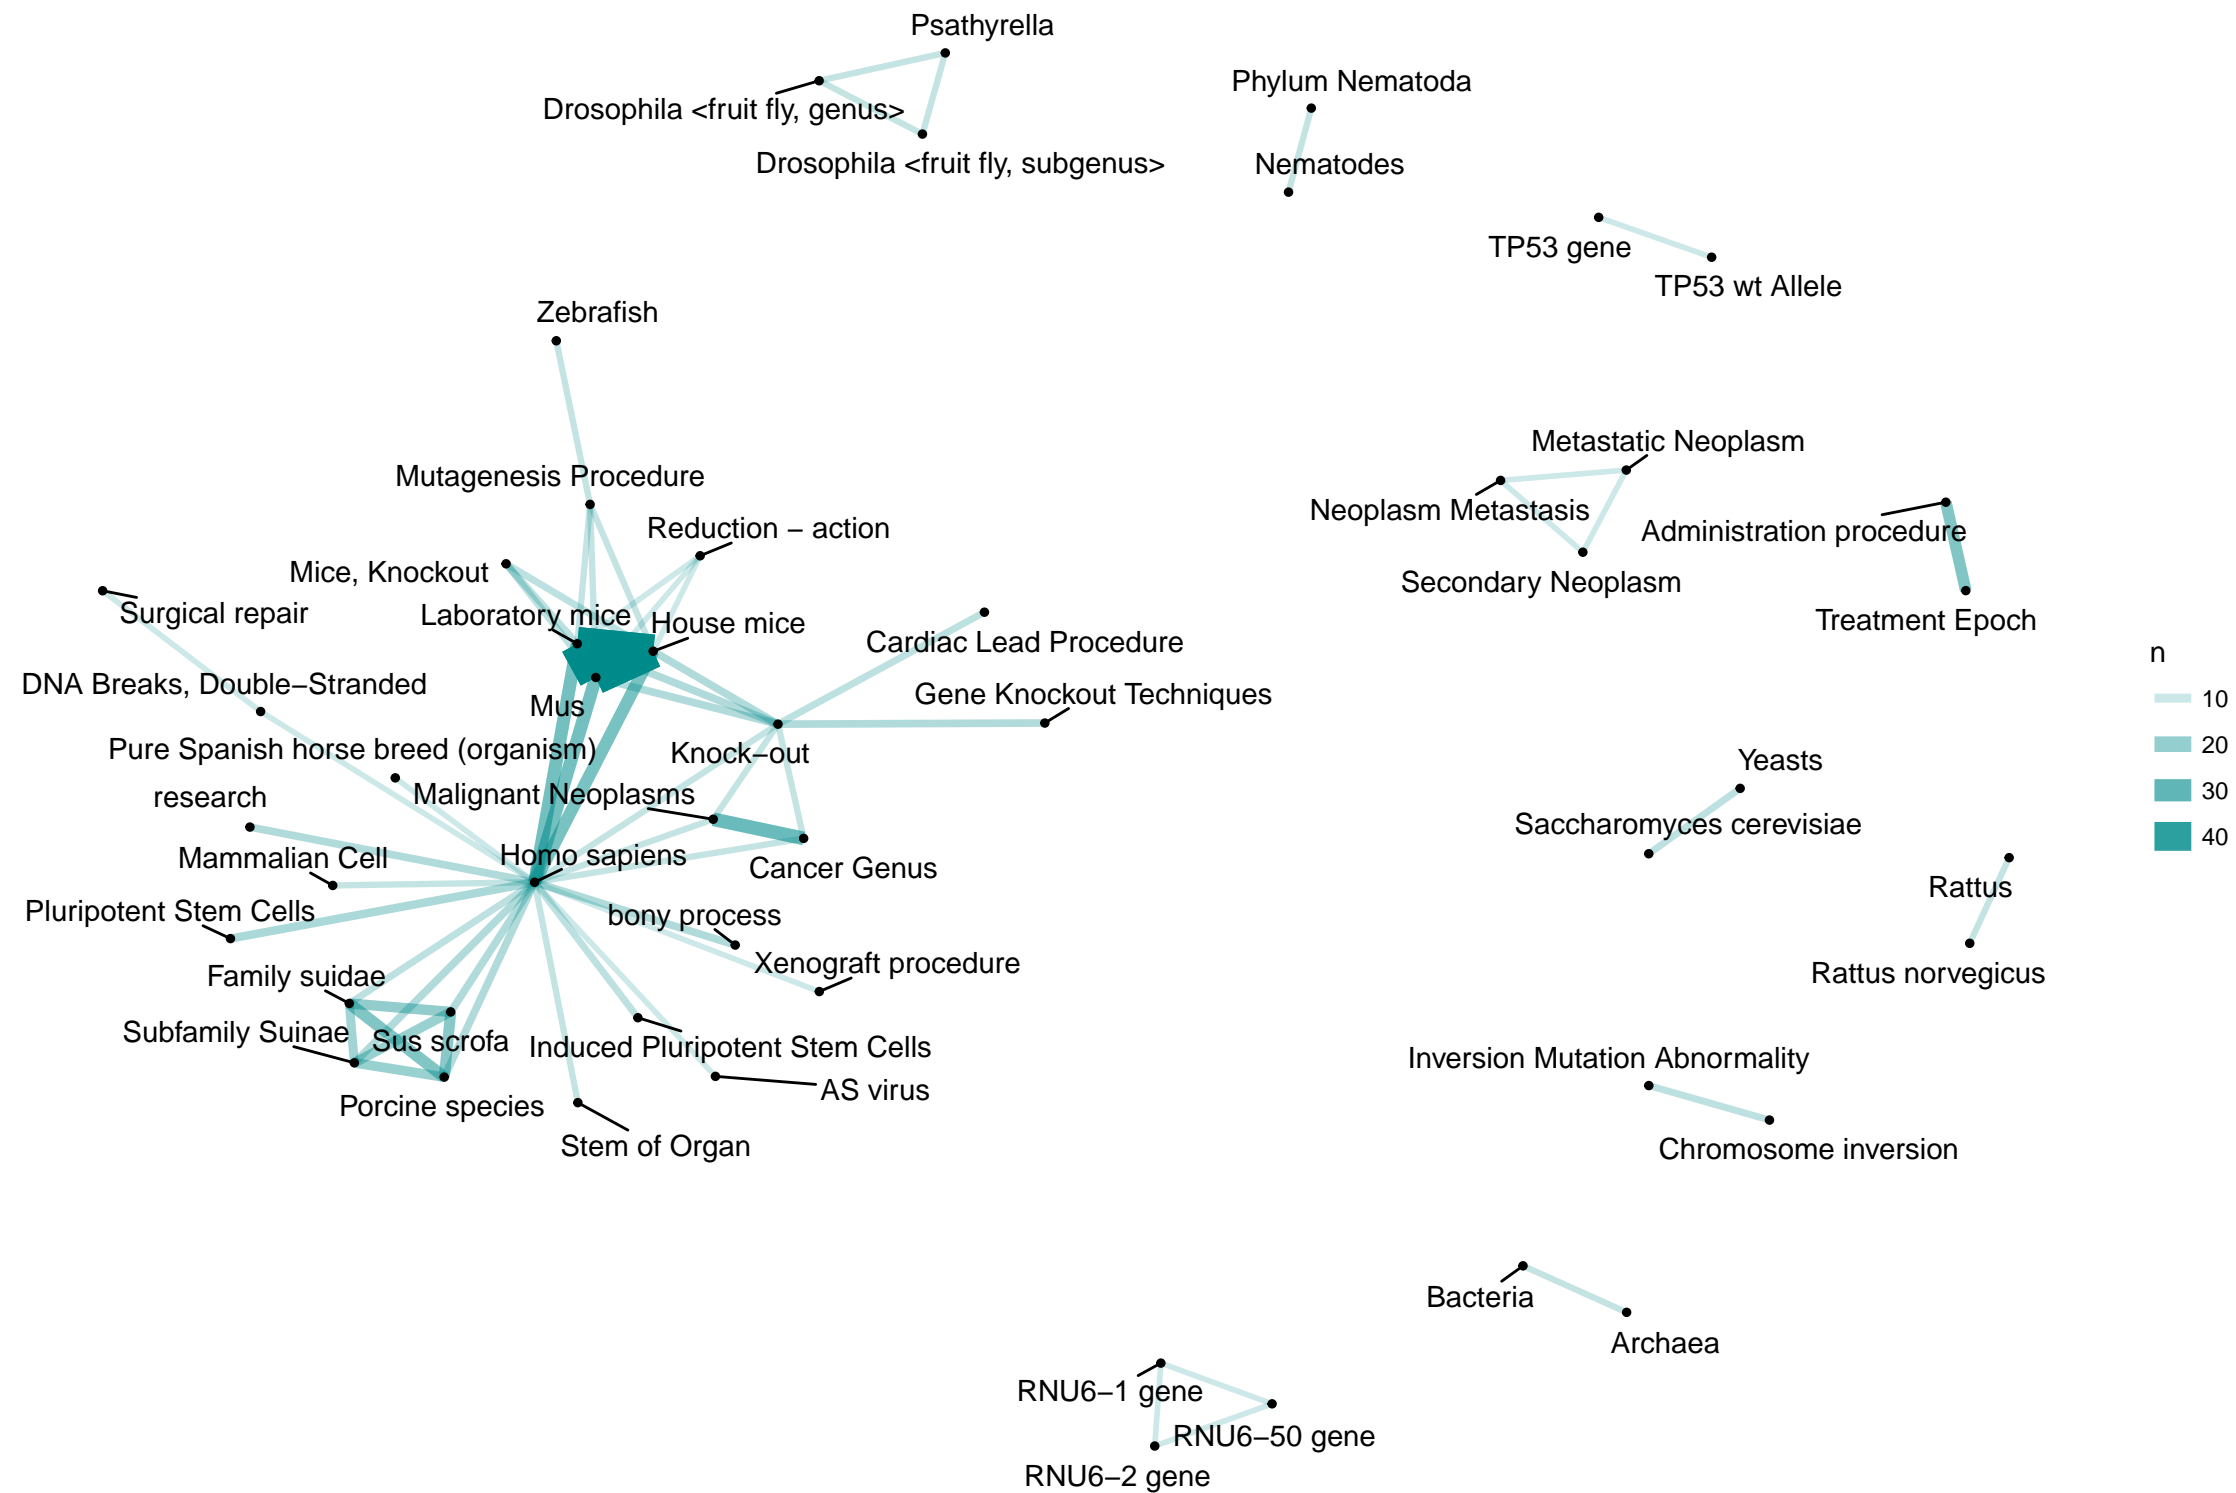 Psathyrella
Phylum Nematoda
Drosophila <fruit fly, genus>
Drosophila <fruit fly, subgenus>
Nematodes
TP53 gene
TP53 wt Allele
Zebrafish
Metastatic Neoplasm
Mutagenesis Procedure
Neoplasm Metastasis
Reduction − action
Administration procedure
Mice, Knockout
Secondary Neoplasm
Surgical repair
Laboratory mice
House mice
Treatment Epoch
Cardiac Lead Procedure
n
DNA Breaks, Double−Stranded
Gene Knockout Techniques
10
Mus
20
Pure Spanish horse breed (organism)
Knock−out
Yeasts
30
research
Malignant Neoplasms
Saccharomyces cerevisiae
40
Mammalian Cell
Homo sapiens
Cancer Genus
Rattus
Pluripotent Stem Cells
bony process
Xenograft procedure
Rattus norvegicus
Family suidae
Subfamily Suinae
Sus scrofa
Induced Pluripotent Stem Cells
Inversion Mutation Abnormality
AS virus
Porcine species
Stem of Organ
Chromosome inversion
Bacteria
Archaea
RNU6−1 gene
RNU6−50 gene
RNU6−2 gene